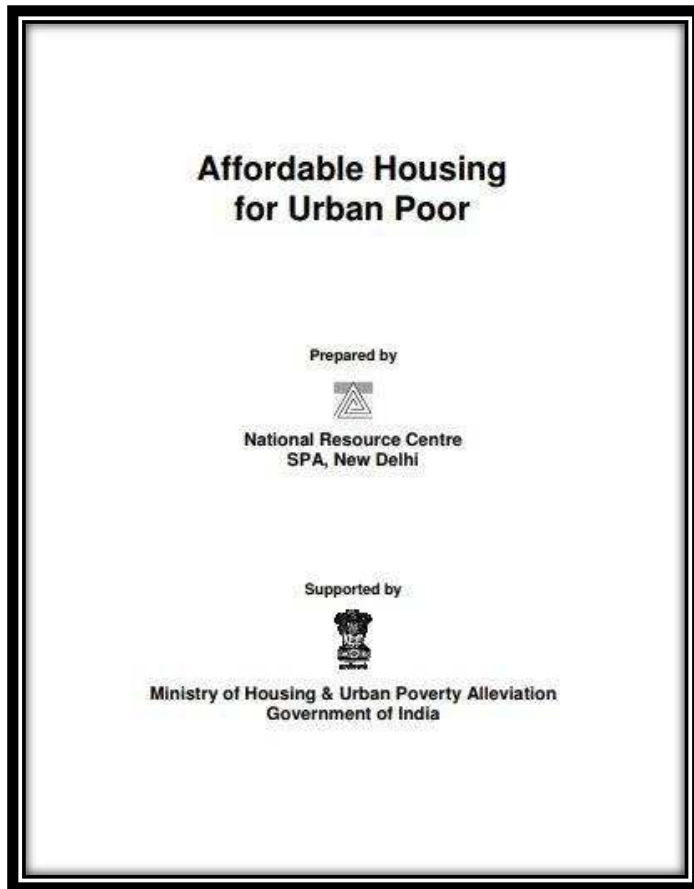 Affordable Housing
for Urban Poor
Prepared by
National Resource Centre
SPA, New Delhi
Supported by
Ministry of Housing & Urban Poverty Alleviation
Government of India